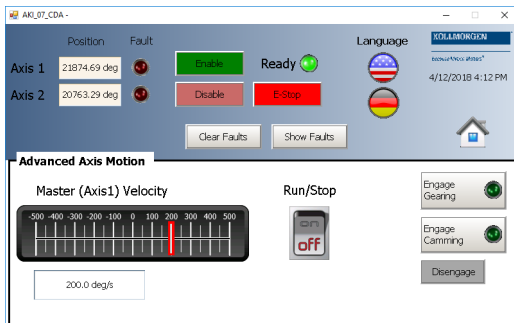 AKI_07_CDA -
Position Fault Language KOLLMORGEN
Because Motion Matters™
Axis 1 21874.69 deg Enable Ready
4/12/2018 4:12 PM
Axis 2 20763.29 deg Disable E-Stop
Clear Faults Show Faults
Advanced Axis Motion
Master (Axis1) Velocity Run/Stop Engage Gearing
-500 -400 -300 -200 -100 0 100 200 300 400 500
on
off
Engage Camming
Disengage
200.0 deg/s